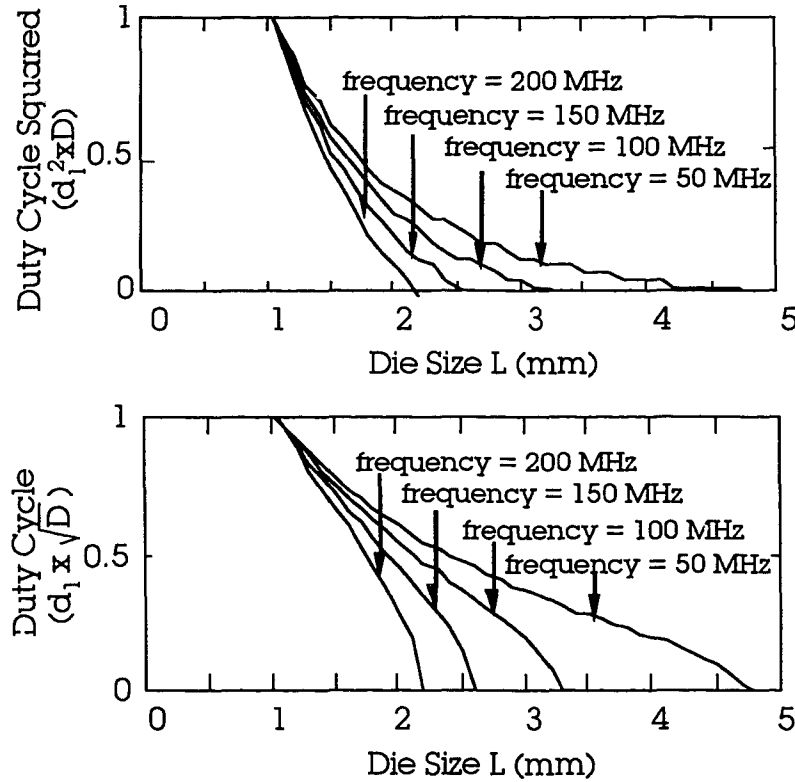 Duty Cycle Squared
(d₁²xD)
1
0.5
0
frequency = 200 MHz
frequency = 150 MHz
frequency = 100 MHz
frequency = 50 MHz
0 1 2 3 4 5
Die Size L (mm)
Duty Cycle
(d₁ x √D)
1
0.5
0
frequency = 200 MHz
frequency = 150 MHz
frequency = 100 MHz
frequency = 50 MHz
0 1 2 3 4 5
Die Size L (mm)